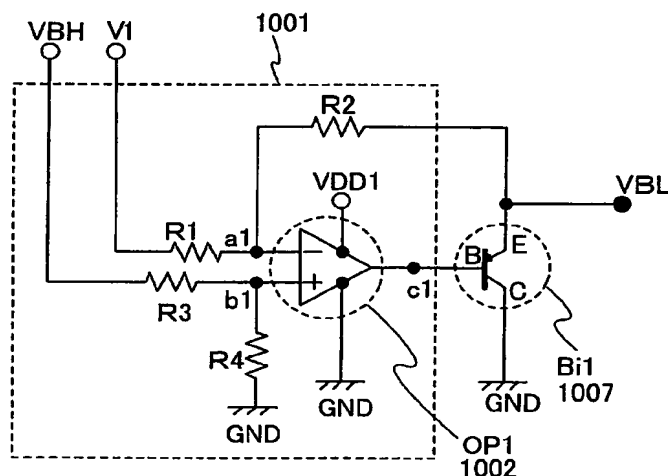 VBH
V1
1001
R2
VDD1
VBL
R1
a1
−
B
E
R3
b1
+
c1
C
R4
GND
GND
GND
Bi1
1007
OP1
1002